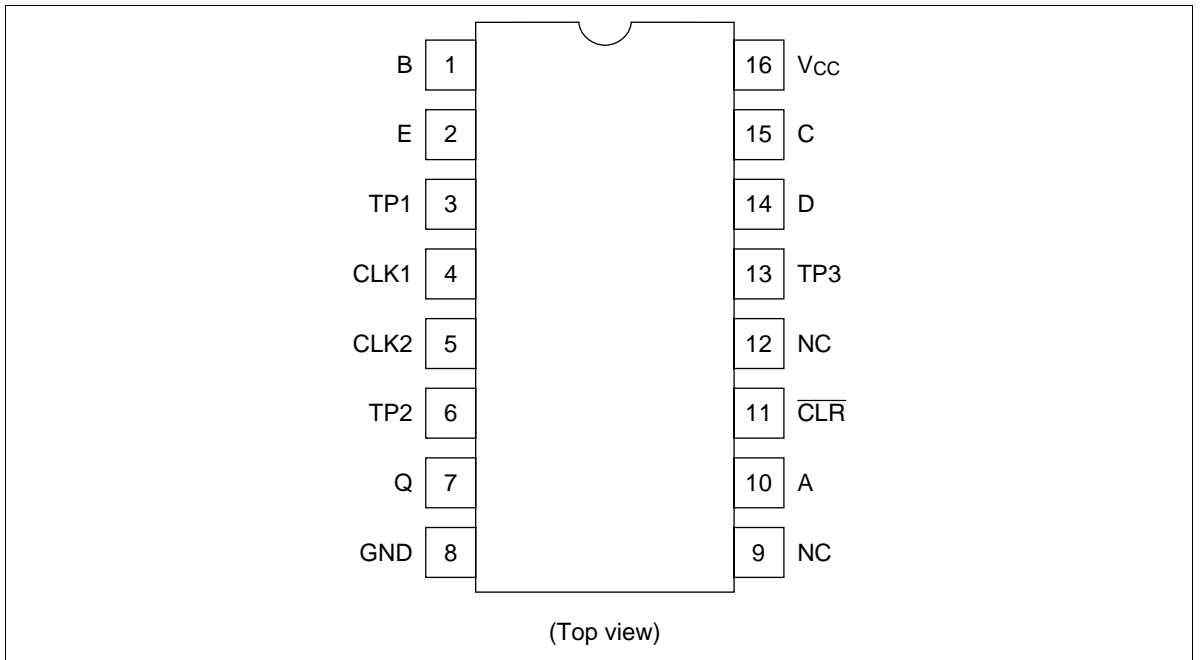 B 1 16 VCC
E 2 15 C
TP1 3 14 D
CLK1 4 13 TP3
CLK2 5 12 NC
TP2 6 11 C̅L̅R̅
Q 7 10 A
GND 8 9 NC
(Top view)